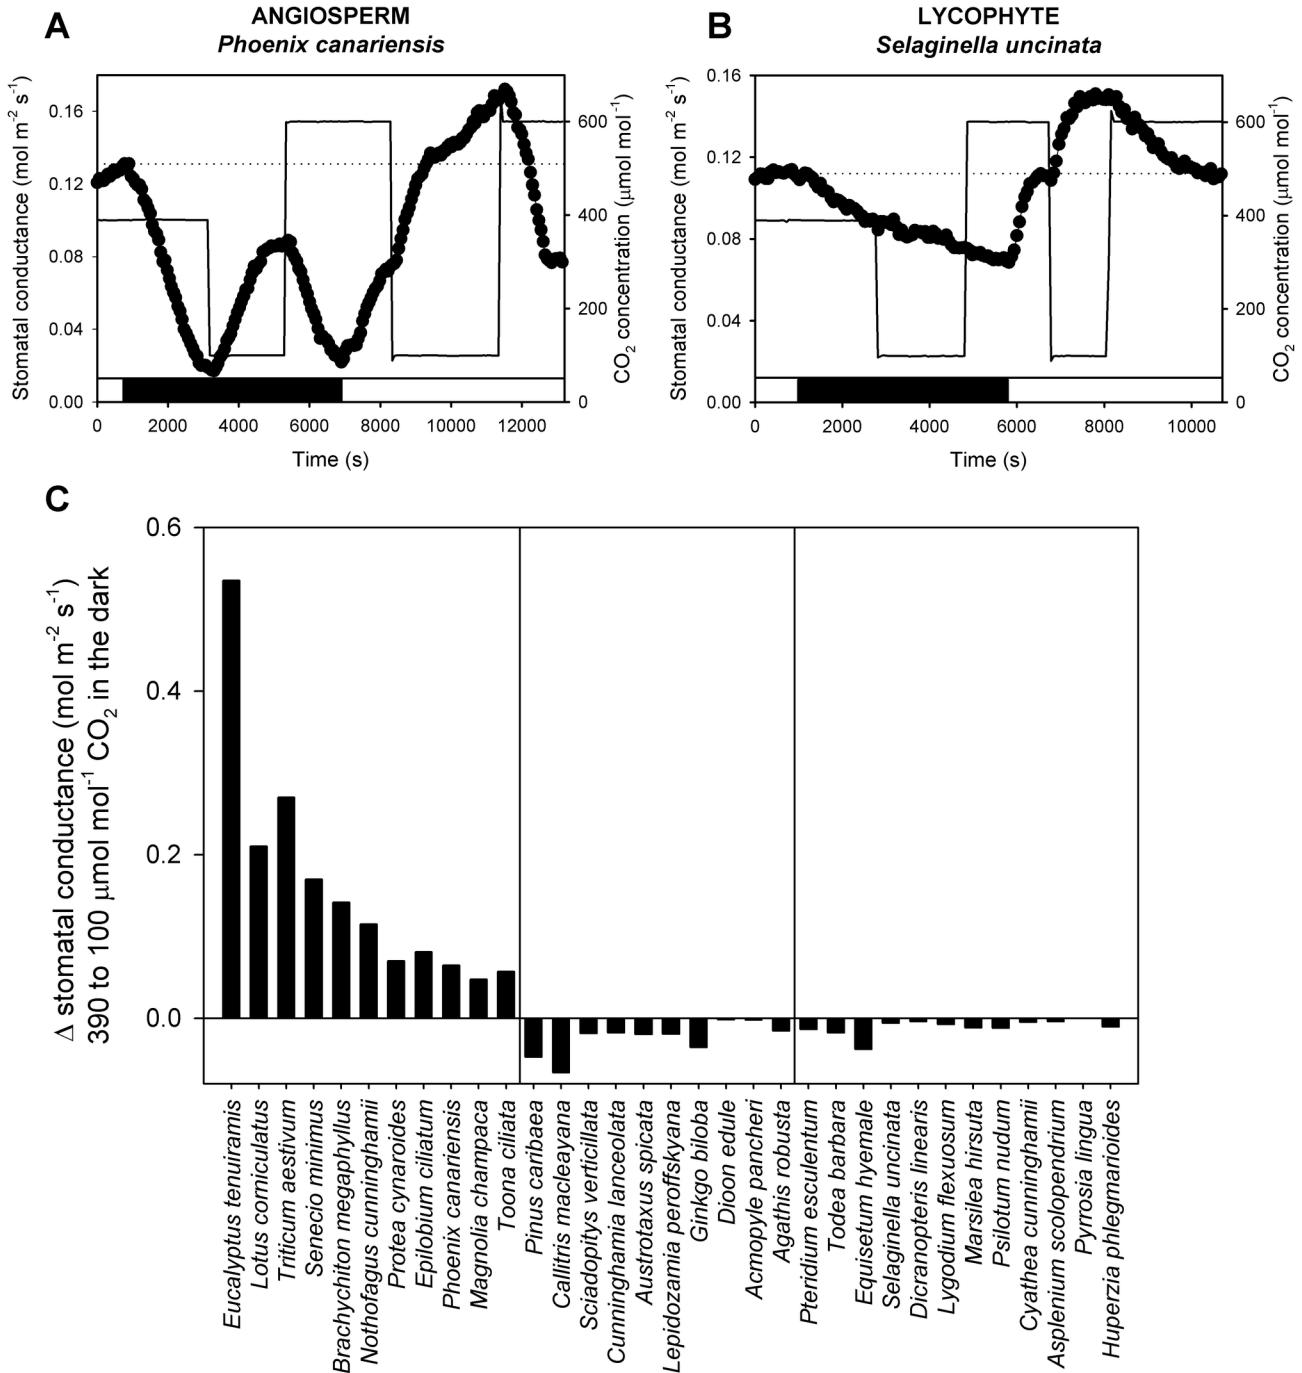 A
ANGIOSPERM
Phoenix canariensis
Stomatal conductance (mol m-2 s-1)
0.16
0.12
0.08
0.04
0.00
600
400
200
0
CO2 concentration (μmol mol-1)
0 2000 4000 6000 8000 10000 12000
Time (s)
B
LYCOPHYTE
Selaginella uncinata
Stomatal conductance (mol m-2 s-1)
0.16
0.12
0.08
0.04
0.00
600
400
200
0
CO2 concentration (μmol mol-1)
0 2000 4000 6000 8000 10000
Time (s)
C
Δ stomatal conductance (mol m-2 s-1)
390 to 100 μmol mol-1 CO2 in the dark
0.6
0.4
0.2
0.0
Eucalyptus tenuiramis
Lotus corniculatus
Triticum aestivum
Senecio minimus
Brachychiton megaphyllus
Nothofagus cunninghamii
Protea cynaroides
Epilobium ciliatum
Phoenix canariensis
Magnolia champaca
Toona ciliata
Pinus caribaea
Callitris macleayana
Sciadopitys verticillata
Cunninghamia lanceolata
Austrotaxus spicata
Lepidozamia peroffskyana
Ginkgo biloba
Dioon edule
Acmopyle pancheri
Agathis robusta
Pteridium esculentum
Todea barbara
Equisetum hyemale
Selaginella uncinata
Dicranopteris linearis
Lygodium flexuosum
Marsilea hirsuta
Psilotum nudum
Cyathea cunninghamii
Asplenium scolopendrium
Pyrrosia lingua
Huperzia phlegmarioides